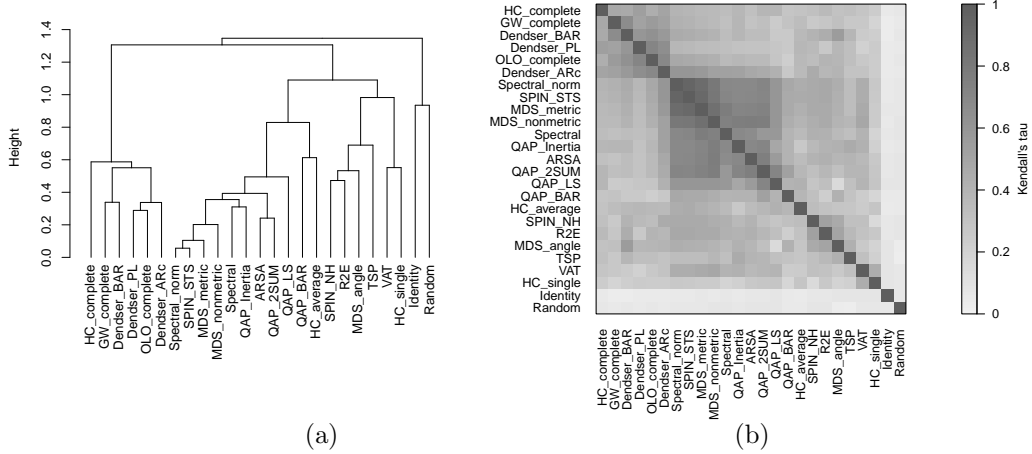 Height
0.0
0.2
0.4
0.6
0.8
1.0
1.2
1.4
HC_complete
GW_complete
Dendser_BAR
Dendser_PL
OLO_complete
Dendser_ARc
Spectral_norm
SPIN_STS
MDS_metric
MDS_nonmetric
Spectral
QAP_Inertia
ARSA
QAP_2SUM
QAP_LS
QAP_BAR
HC_average
SPIN_NH
R2E
MDS_angle
TSP
VAT
HC_single
Identity
Random
(a)
HC_complete
GW_complete
Dendser_BAR
Dendser_PL
OLO_complete
Dendser_ARc
Spectral_norm
SPIN_STS
MDS_metric
MDS_nonmetric
Spectral
QAP_Inertia
ARSA
QAP_2SUM
QAP_LS
QAP_BAR
HC_average
SPIN_NH
R2E
MDS_angle
TSP
VAT
HC_single
Identity
Random
HC_complete
GW_complete
Dendser_BAR
Dendser_PL
OLO_complete
Dendser_ARc
Spectral_norm
SPIN_STS
MDS_metric
MDS_nonmetric
Spectral
QAP_Inertia
ARSA
QAP_2SUM
QAP_LS
QAP_BAR
HC_average
SPIN_NH
R2E
MDS_angle
TSP
VAT
HC_single
Identity
Random
1
0.8
0.6
0.4
0.2
0
Kendall's tau
(b)